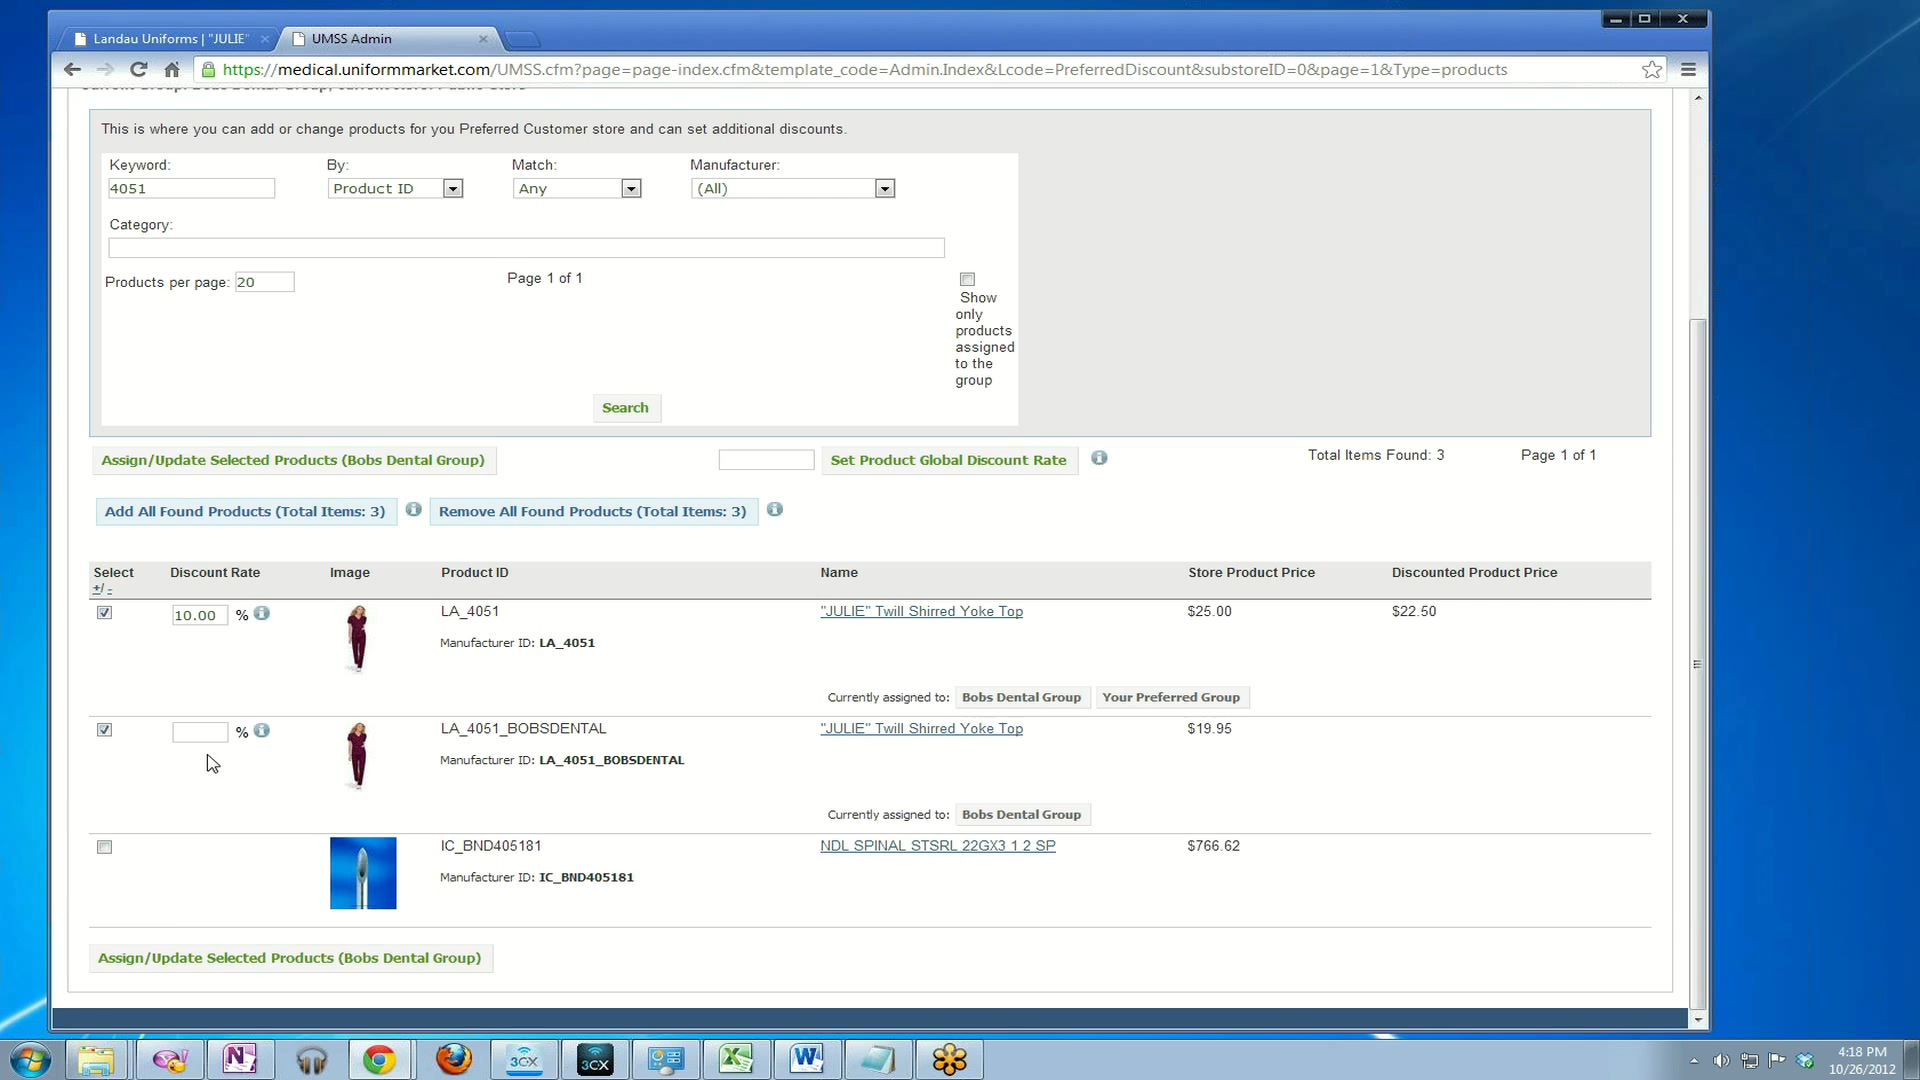 Landau Uniforms | "JULIE"
UMSS Admin
https://medical.uniformmarket.com/UMSS.cfm?page=page-index.cfm&template_code=Admin.Index&Lcode=PreferredDiscount&substoreID=0&page=1&Type=products
This is where you can add or change products for you Preferred Customer store and can set additional discounts.
Keyword: By: Match: Manufacturer:
4051 Product ID Any (All)
Category:
Products per page: 20 Page 1 of 1
Show
only
products
assigned
to the
group
Search
Assign/Update Selected Products (Bobs Dental Group) Set Product Global Discount Rate Total Items Found: 3 Page 1 of 1
Add All Found Products (Total Items: 3) Remove All Found Products (Total Items: 3)
Select Discount Rate Image Product ID Name Store Product Price Discounted Product Price
+/-
10.00 % LA_4051 "JULIE" Twill Shirred Yoke Top $25.00 $22.50
Manufacturer ID: LA_4051
Currently assigned to: Bobs Dental Group Your Preferred Group
% LA_4051_BOBSDENTAL "JULIE" Twill Shirred Yoke Top $19.95
Manufacturer ID: LA_4051_BOBSDENTAL
Currently assigned to: Bobs Dental Group
IC_BND405181 NDL SPINAL STSRL 22GX3 1 2 SP $766.62
Manufacturer ID: IC_BND405181
Assign/Update Selected Products (Bobs Dental Group)
3CX 3CX
4:18 PM
10/26/2012